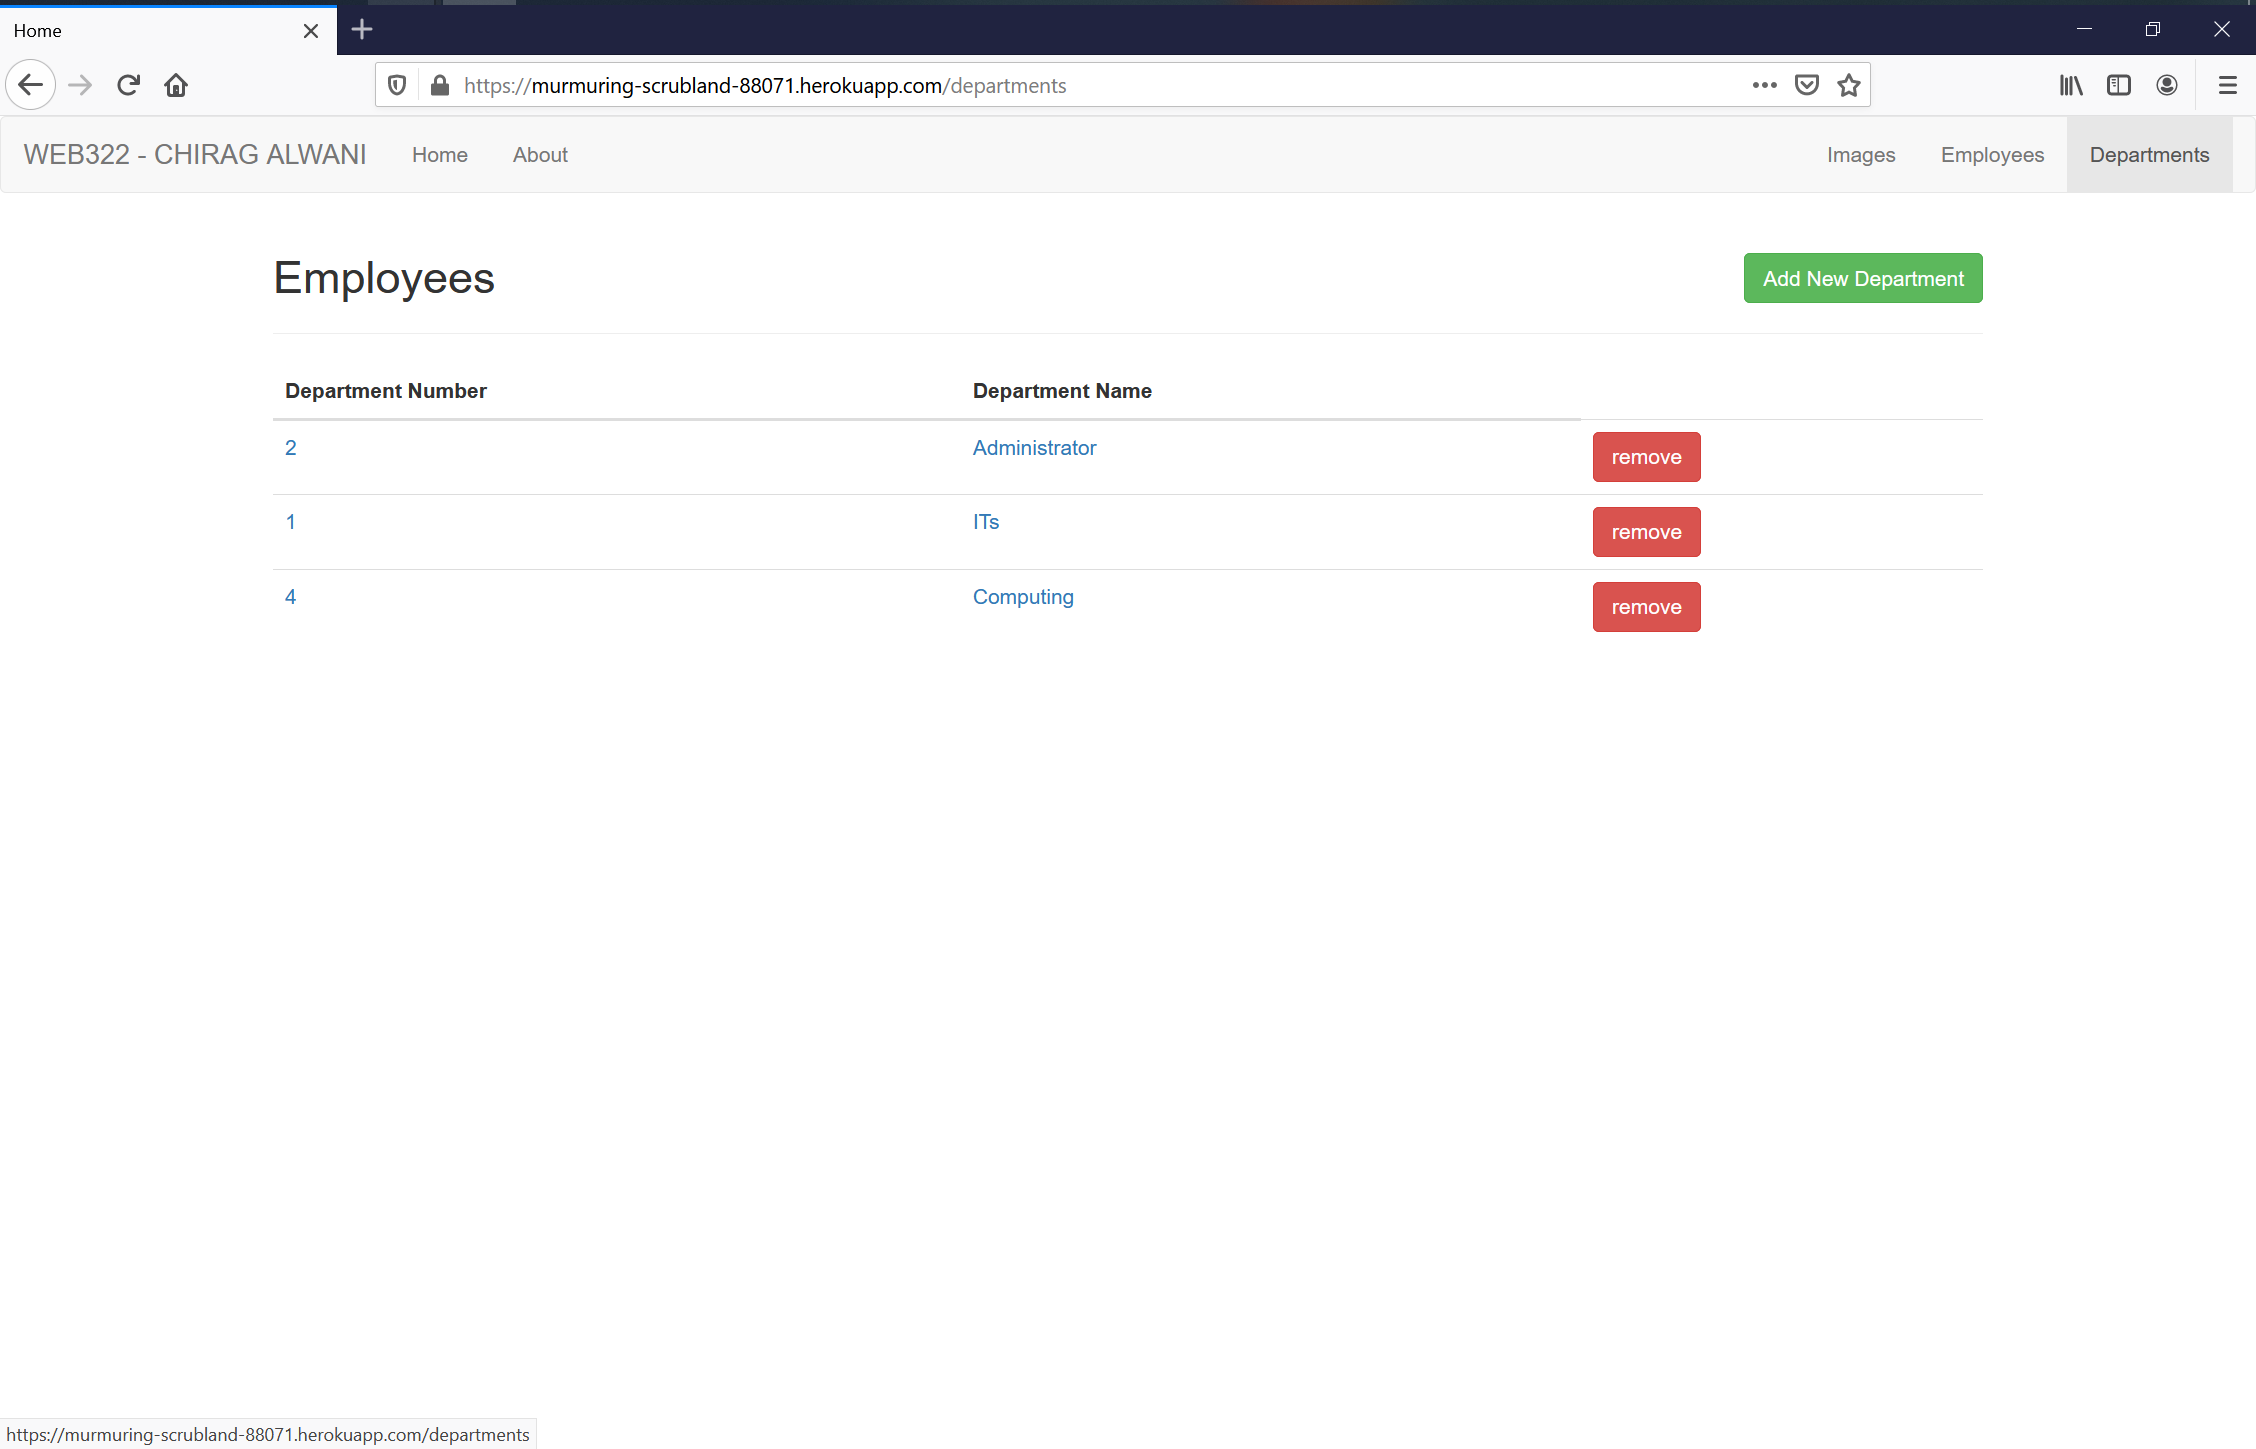 Home
https://murmuring-scrubland-88071.herokuapp.com/departments
WEB322 - CHIRAG ALWANI Home About Images Employees Departments
Employees Add New Department
Department Number Department Name
2 Administrator remove
1 ITs remove
4 Computing remove
https://murmuring-scrubland-88071.herokuapp.com/departments